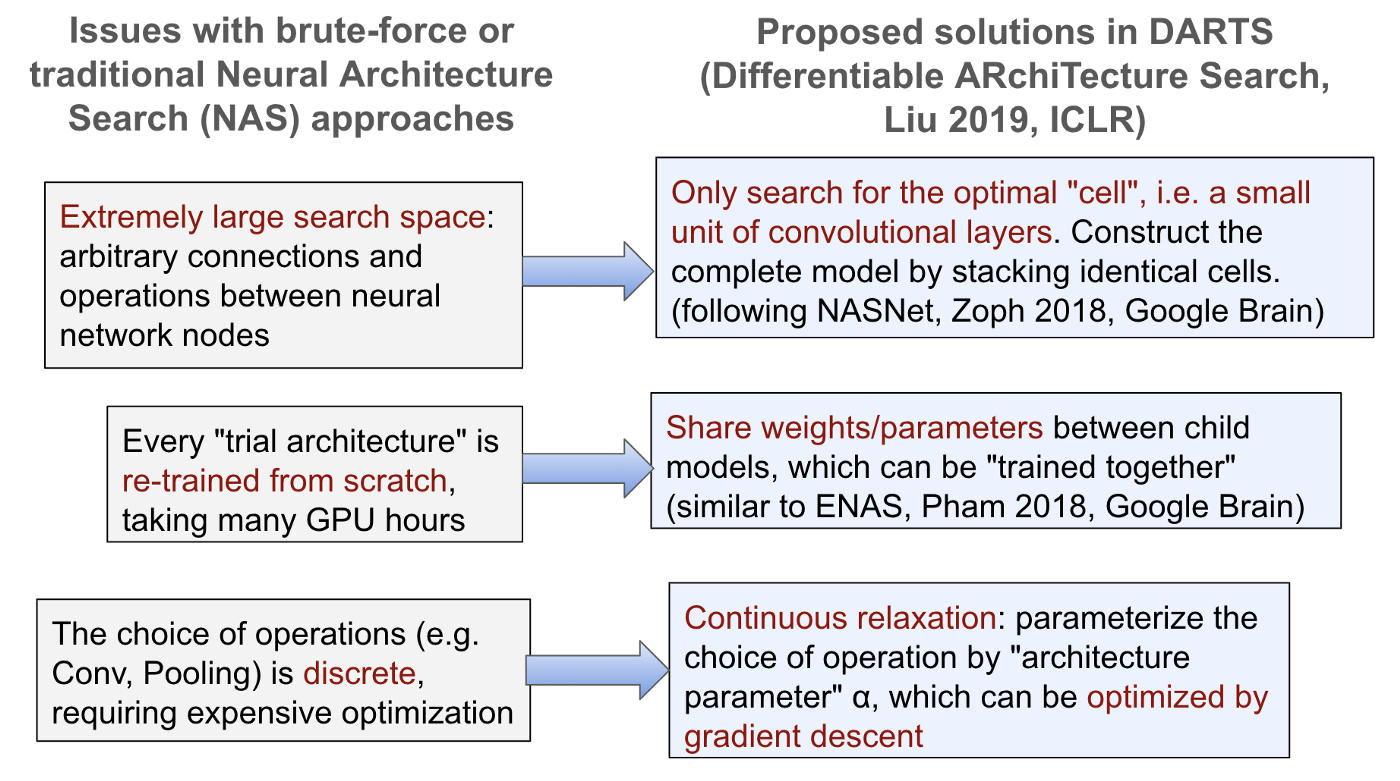 Issues with brute-force or
traditional Neural Architecture
Search (NAS) approaches
Proposed solutions in DARTS
(Differentiable ARchiTecture Search,
Liu 2019, ICLR)
Extremely large search space:
arbitrary connections and
operations between neural
network nodes
Only search for the optimal "cell", i.e. a small
unit of convolutional layers. Construct the
complete model by stacking identical cells.
(following NASNet, Zoph 2018, Google Brain)
Every "trial architecture" is
re-trained from scratch,
taking many GPU hours
Share weights/parameters between child
models, which can be "trained together"
(similar to ENAS, Pham 2018, Google Brain)
The choice of operations (e.g.
Conv, Pooling) is discrete,
requiring expensive optimization
Continuous relaxation: parameterize the
choice of operation by "architecture
parameter" α, which can be optimized by
gradient descent